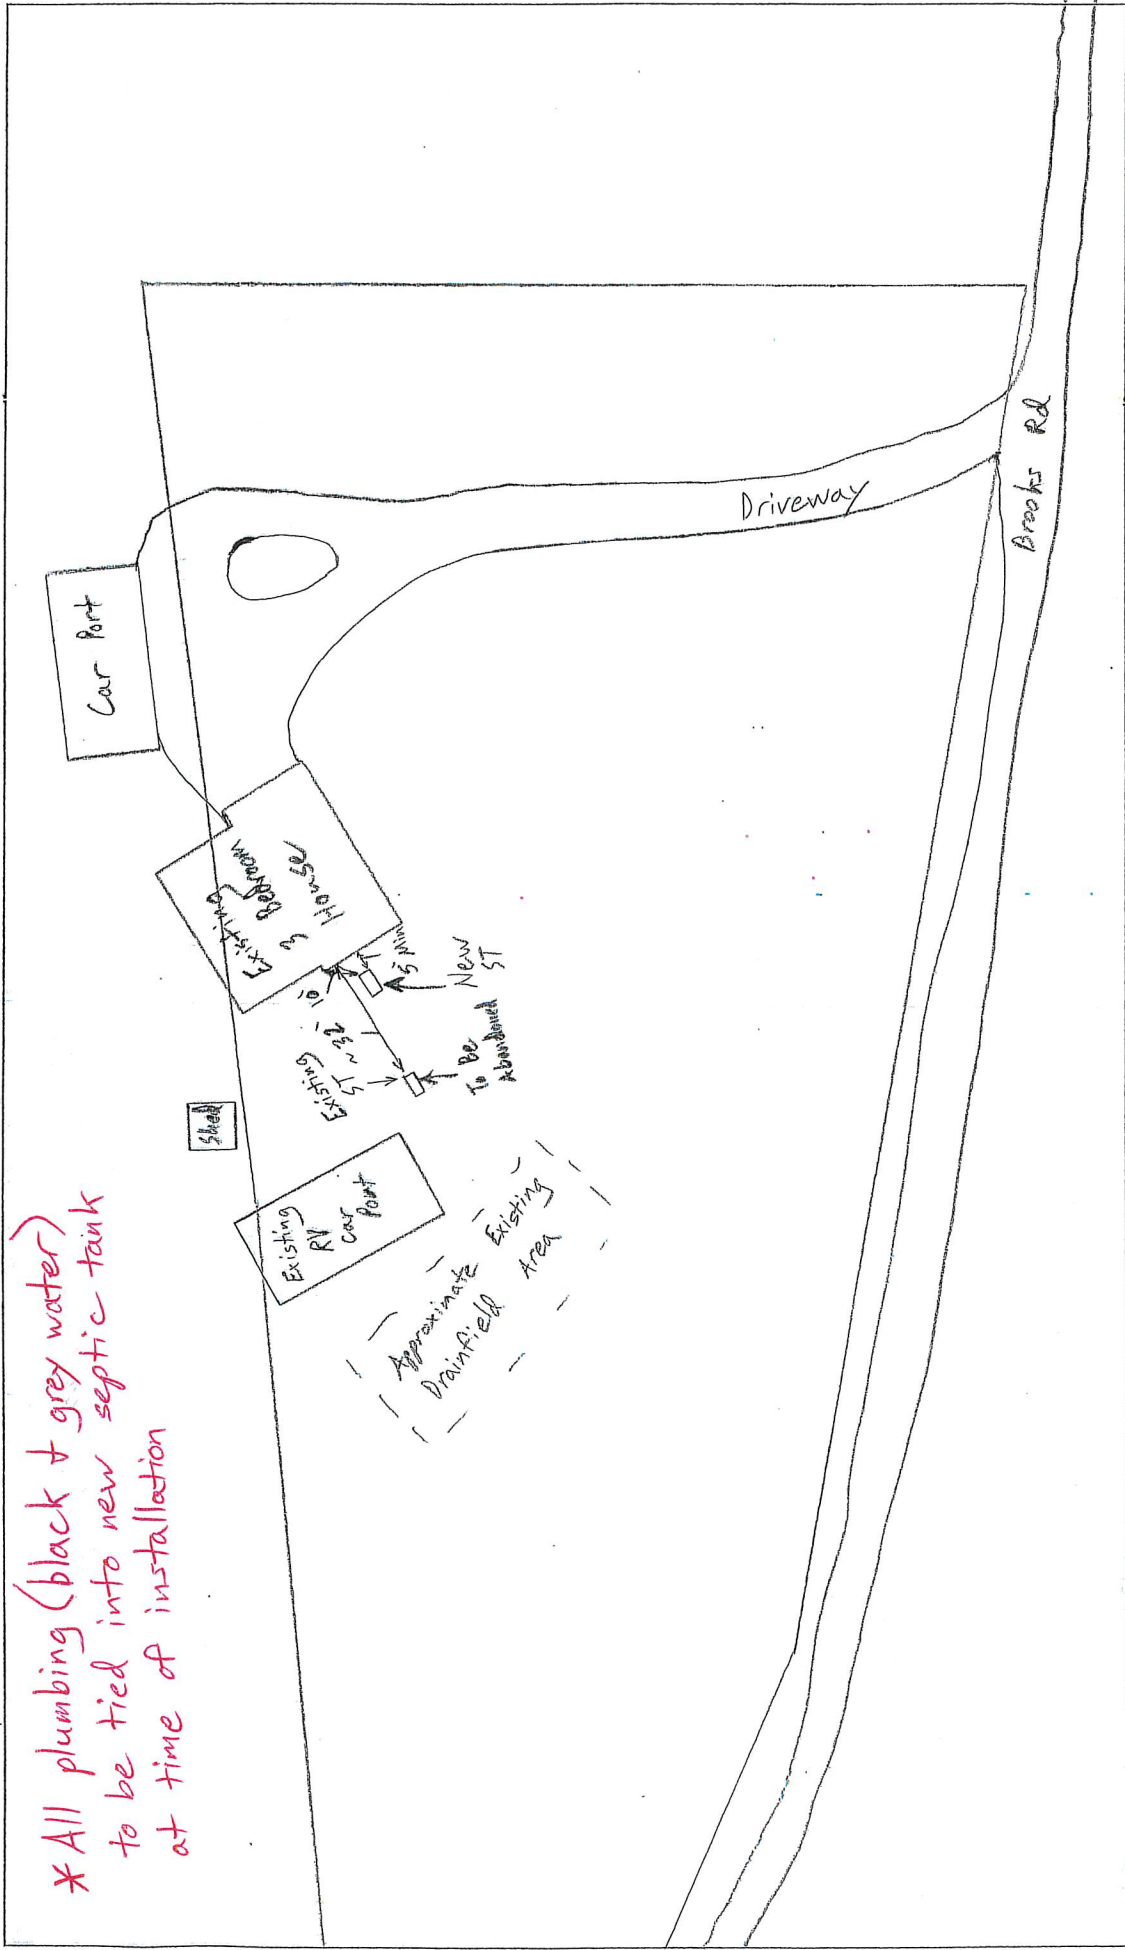 * All plumbing (black & grey water)
to be tied into new septic tank
at time of installation
Car Port
Shed
Existing
3 Bedroom
House
Existing
RV
Car
Port
Existing
ST ~32'
10'
5' Min
New
ST
To Be
Abandoned
Approximate Existing
Drainfield Area
Driveway
Brooks Rd